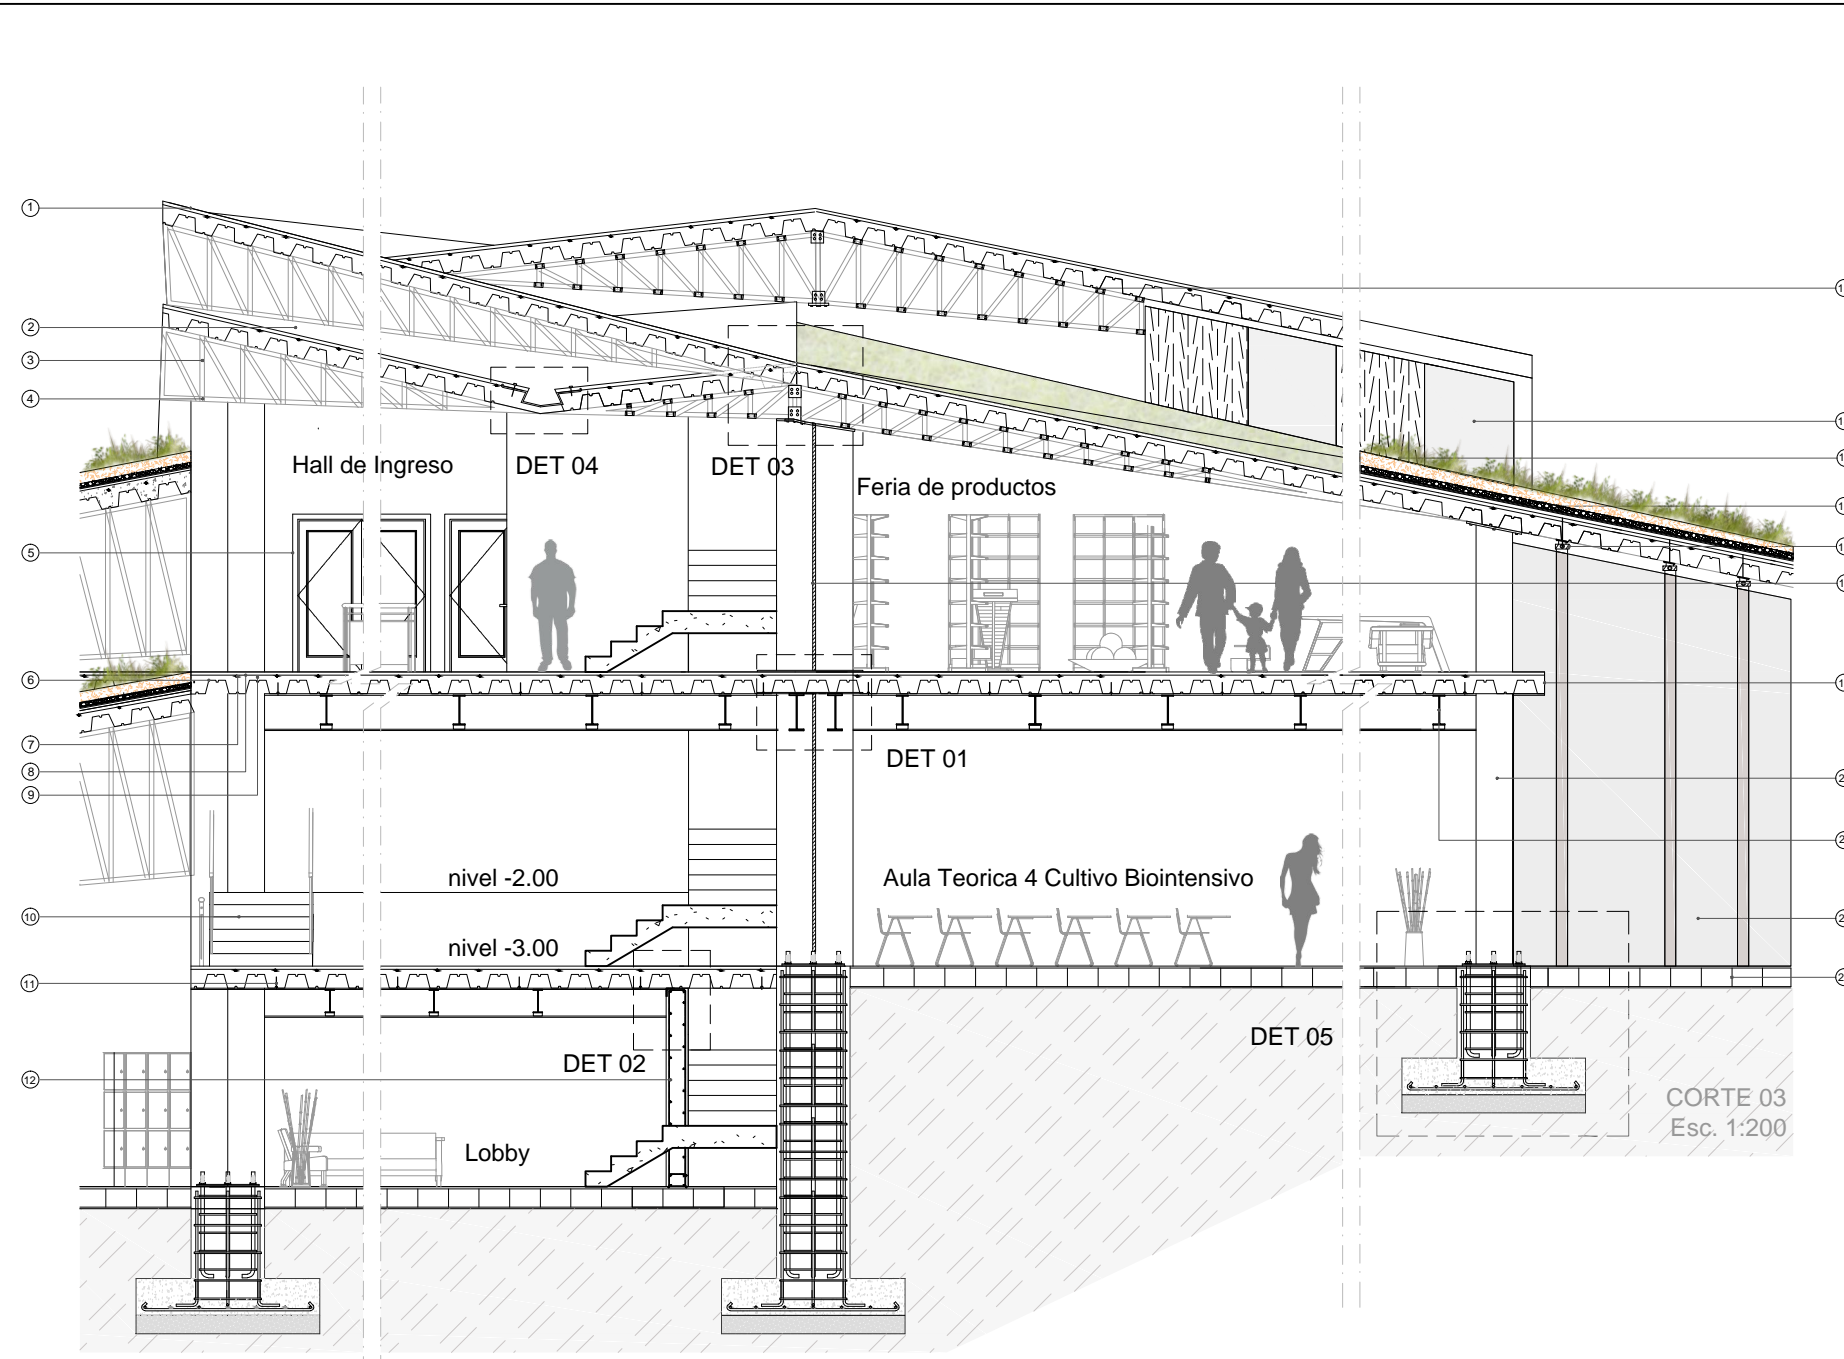 1
2
3
4
Hall de Ingreso
DET 04
DET 03
Feria de productos
5
6
7
8
9
DET 01
nivel -2.00
Aula Teorica 4 Cultivo Biointensivo
10
nivel -3.00
11
DET 02
DET 05
12
CORTE 03
Esc. 1:200
Lobby